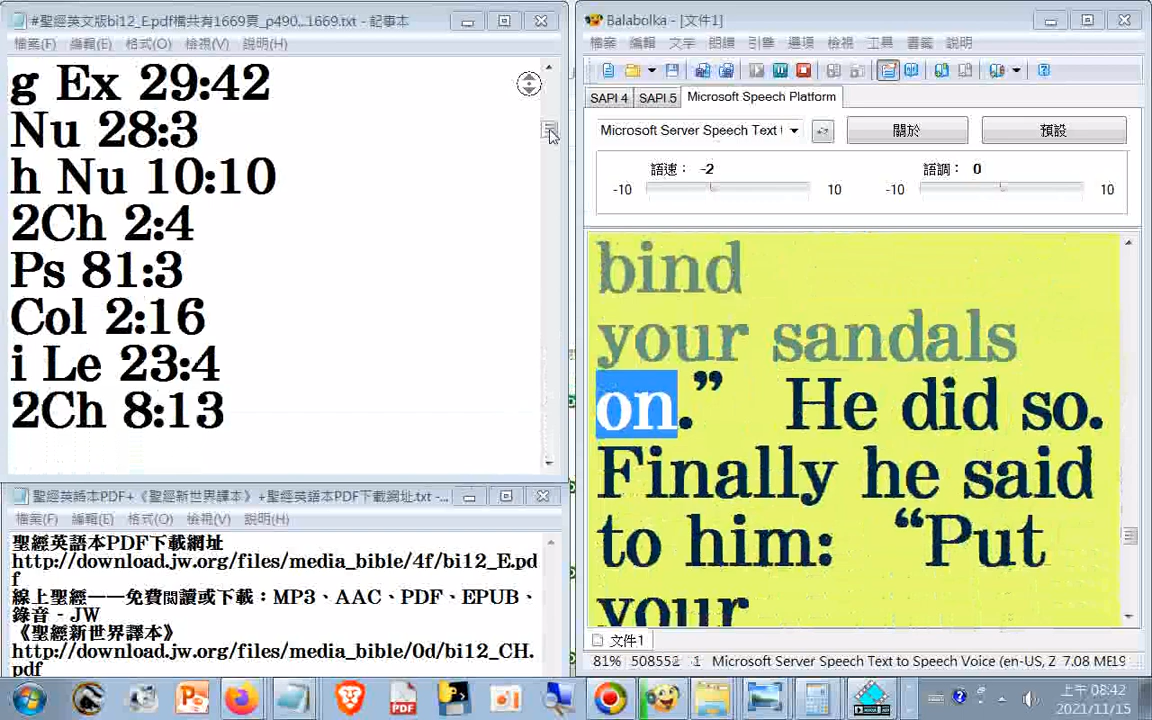 #聖經英文版bi12_E.pdf檔共有1669頁_p490,,,1669.txt - 記事本
檔案(F) 編輯(E) 格式(O) 檢視(V) 說明(H)
g Ex 29:42
Nu 28:3
h Nu 10:10
2Ch 2:4
Ps 81:3
Col 2:16
i Le 23:4
2Ch 8:13
聖經英語本PDF+《聖經新世界譯本》+聖經英語本PDF下載網址.txt - ...
檔案(F) 編輯(E) 格式(O) 檢視(V) 說明(H)
聖經英語本PDF下載網址
http://download.jw.org/files/media_bible/4f/bi12_E.pd
f
線上聖經──免費閱讀或下載：MP3、AAC、PDF、EPUB、
錄音 - JW
《聖經新世界譯本》
http://download.jw.org/files/media_bible/0d/bi12_CH.
pdf
Balabolka - [文件1]
檔案 編輯 文字 朗讀 引擎 選項 檢視 工具 書籤 說明
SAPI 4 SAPI 5 Microsoft Speech Platform
Microsoft Server Speech Text 關於 預設
語速： -2 語調： 0
-10 10 -10 10
bind
your sandals
on.” He did so.
Finally he said
to him: “Put
your
文件1
81% 508552 1 Microsoft Server Speech Text to Speech Voice (en-US, Z 7.08 ME19
PDF
上午 08:42
2021/11/15